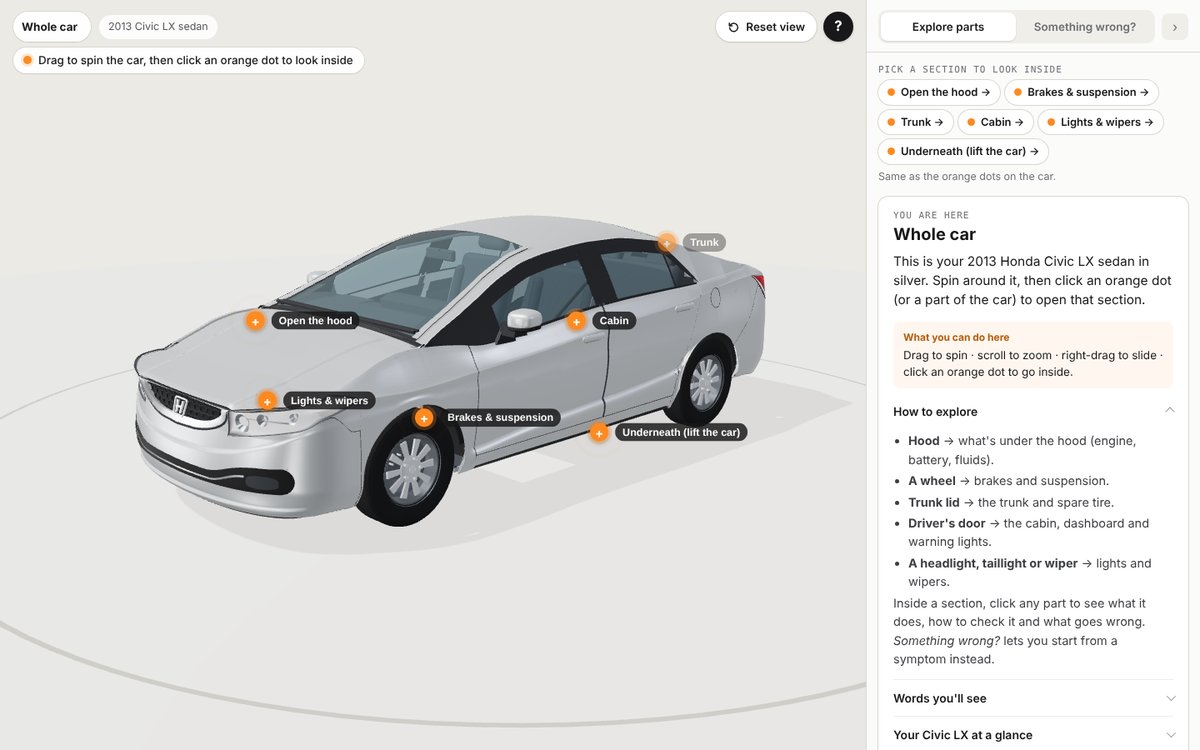 Whole car
2013 Civic LX sedan
Drag to spin the car, then click an orange dot to look inside
Reset view
?
Trunk
Open the hood
Cabin
Lights & wipers
Brakes & suspension
Underneath (lift the car)
Explore parts
Something wrong?
PICK A SECTION TO LOOK INSIDE
Open the hood →
Brakes & suspension →
Trunk →
Cabin →
Lights & wipers →
Underneath (lift the car) →
Same as the orange dots on the car.
YOU ARE HERE
Whole car
This is your 2013 Honda Civic LX sedan in
silver. Spin around it, then click an orange dot
(or a part of the car) to open that section.
What you can do here
Drag to spin · scroll to zoom · right-drag to slide ·
click an orange dot to go inside.
How to explore
• Hood → what's under the hood (engine,
battery, fluids).
• A wheel → brakes and suspension.
• Trunk lid → the trunk and spare tire.
• Driver's door → the cabin, dashboard and
warning lights.
• A headlight, taillight or wiper → lights and
wipers.
Inside a section, click any part to see what it
does, how to check it and what goes wrong.
Something wrong? lets you start from a
symptom instead.
Words you'll see
Your Civic LX at a glance